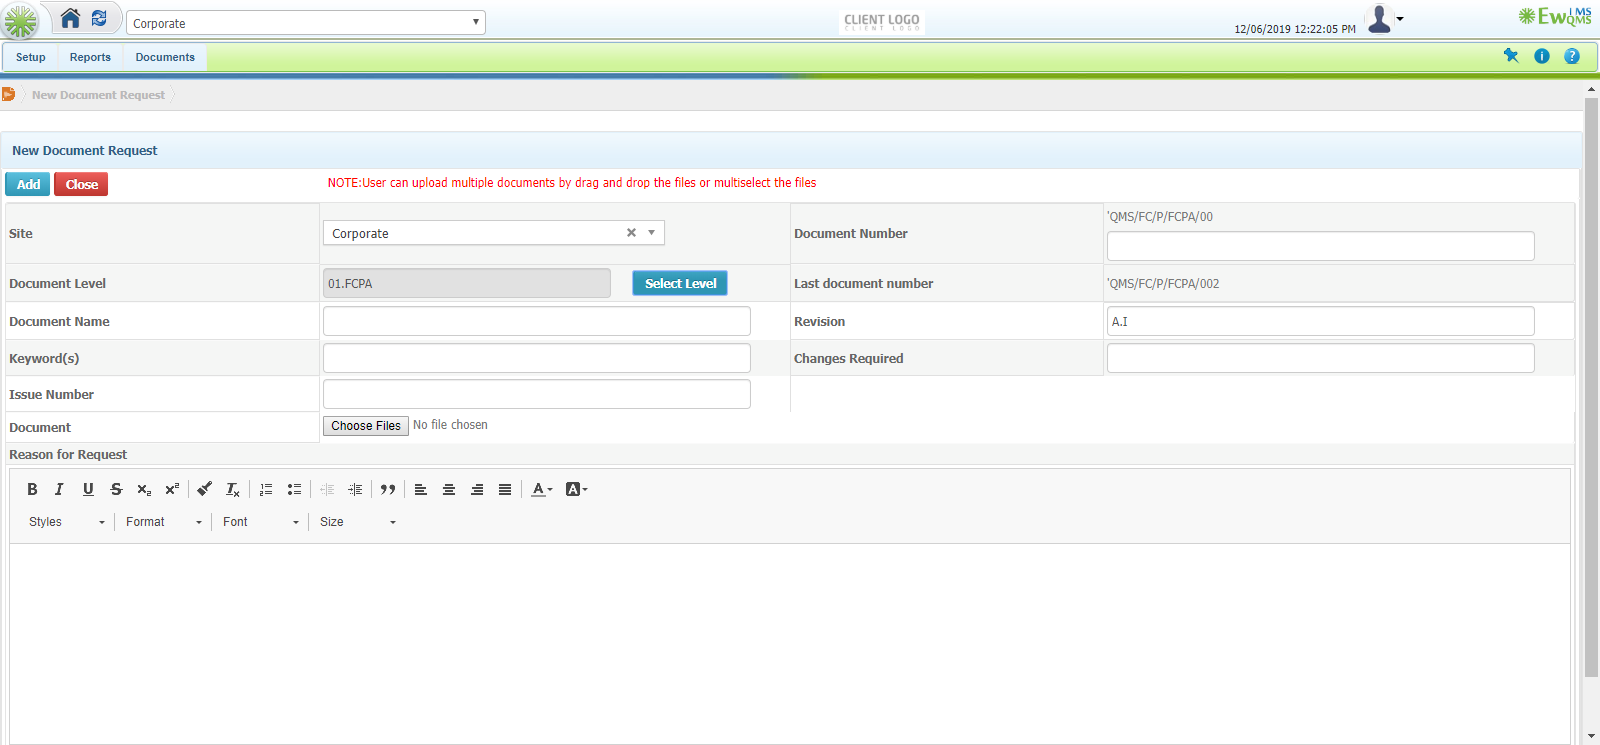 Corporate
CLIENT LOGO
CLIENT LOGO
12/06/2019 12:22:05 PM
EwQMS
IMS
Setup
Reports
Documents
New Document Request
New Document Request
Add
Close
NOTE:User can upload multiple documents by drag and drop the files or multiselect the files
Site
Corporate
Document Number
'QMS/FC/P/FCPA/00
Document Level
01.FCPA
Select Level
Last document number
'QMS/FC/P/FCPA/002
Document Name
Revision
A.I
Keyword(s)
Changes Required
Issue Number
Document
Choose Files No file chosen
Reason for Request
Styles
Format
Font
Size